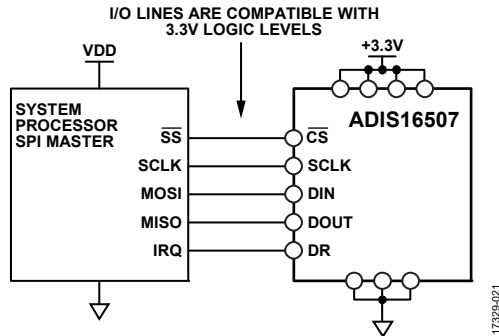 I/O LINES ARE COMPATIBLE WITH
3.3V LOGIC LEVELS
VDD
+3.3V
SYSTEM
PROCESSOR
SPI MASTER
ADIS16507
SS
CS
SCLK
SCLK
MOSI
DIN
MISO
DOUT
IRQ
DR
17329-021